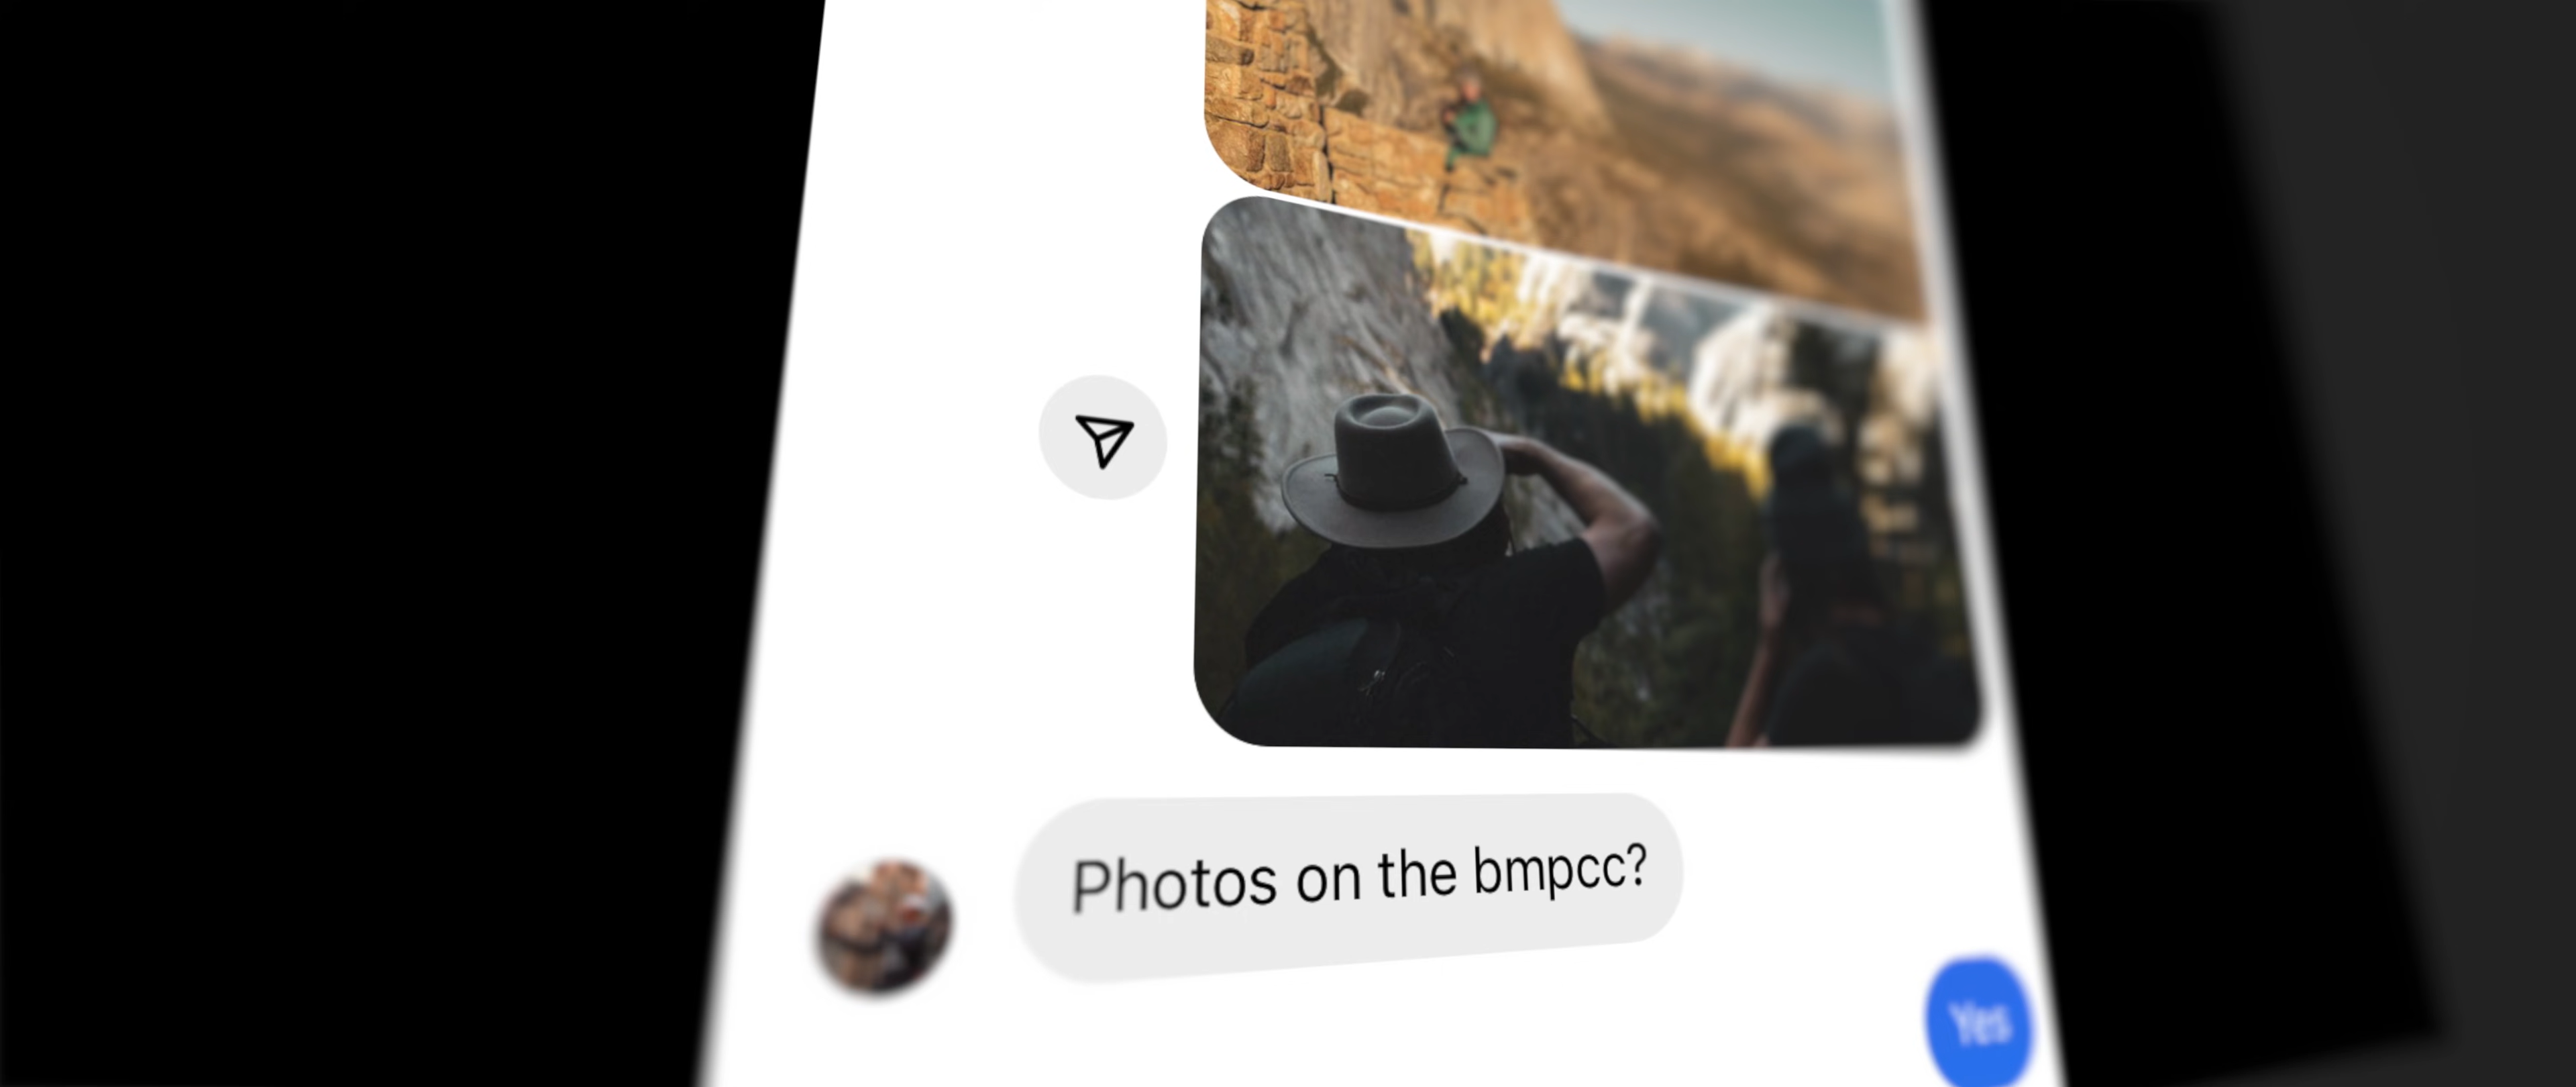 Photos on the bmpcc?
Yes